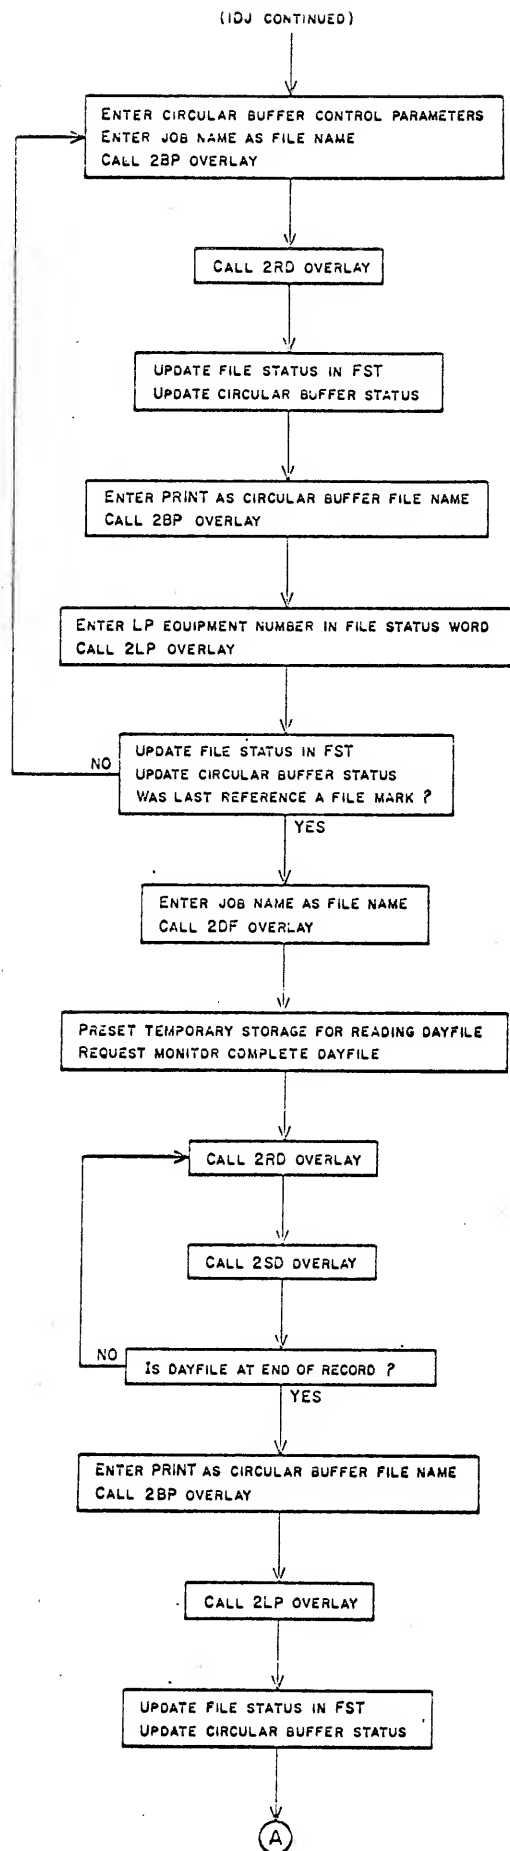 (1DJ CONTINUED)
ENTER CIRCULAR BUFFER CONTROL PARAMETERS
ENTER JOB NAME AS FILE NAME
CALL 2BP OVERLAY
CALL 2RD OVERLAY
UPDATE FILE STATUS IN FST
UPDATE CIRCULAR BUFFER STATUS
ENTER PRINT AS CIRCULAR BUFFER FILE NAME
CALL 2BP OVERLAY
ENTER LP EQUIPMENT NUMBER IN FILE STATUS WORD
CALL 2LP OVERLAY
NO
UPDATE FILE STATUS IN FST
UPDATE CIRCULAR BUFFER STATUS
WAS LAST REFERENCE A FILE MARK ?
YES
ENTER JOB NAME AS FILE NAME
CALL 2DF OVERLAY
PRESET TEMPORARY STORAGE FOR READING DAYFILE
REQUEST MONITOR COMPLETE DAYFILE
CALL 2RD OVERLAY
CALL 2SD OVERLAY
NO
IS DAYFILE AT END OF RECORD ?
YES
ENTER PRINT AS CIRCULAR BUFFER FILE NAME
CALL 2BP OVERLAY
CALL 2LP OVERLAY
UPDATE FILE STATUS IN FST
UPDATE CIRCULAR BUFFER STATUS
A